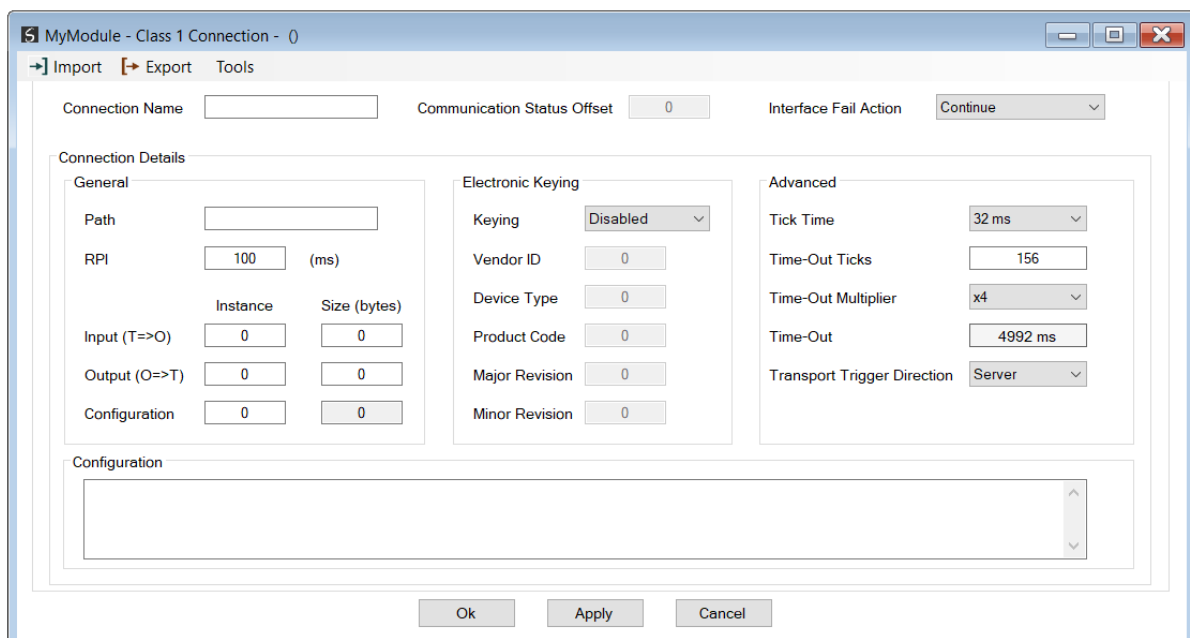 MyModule - Class 1 Connection - ()
Import Export Tools
Connection Name Communication Status Offset 0 Interface Fail Action Continue
Connection Details
General Electronic Keying Advanced
Path Keying Disabled Tick Time 32 ms
RPI 100 (ms) Vendor ID 0 Time-Out Ticks 156
Instance Size (bytes) Device Type 0 Time-Out Multiplier x4
Input (T=>O) 0 0 Product Code 0 Time-Out 4992 ms
Output (O=>T) 0 0 Major Revision 0 Transport Trigger Direction Server
Configuration 0 0 Minor Revision 0
Configuration
Ok Apply Cancel